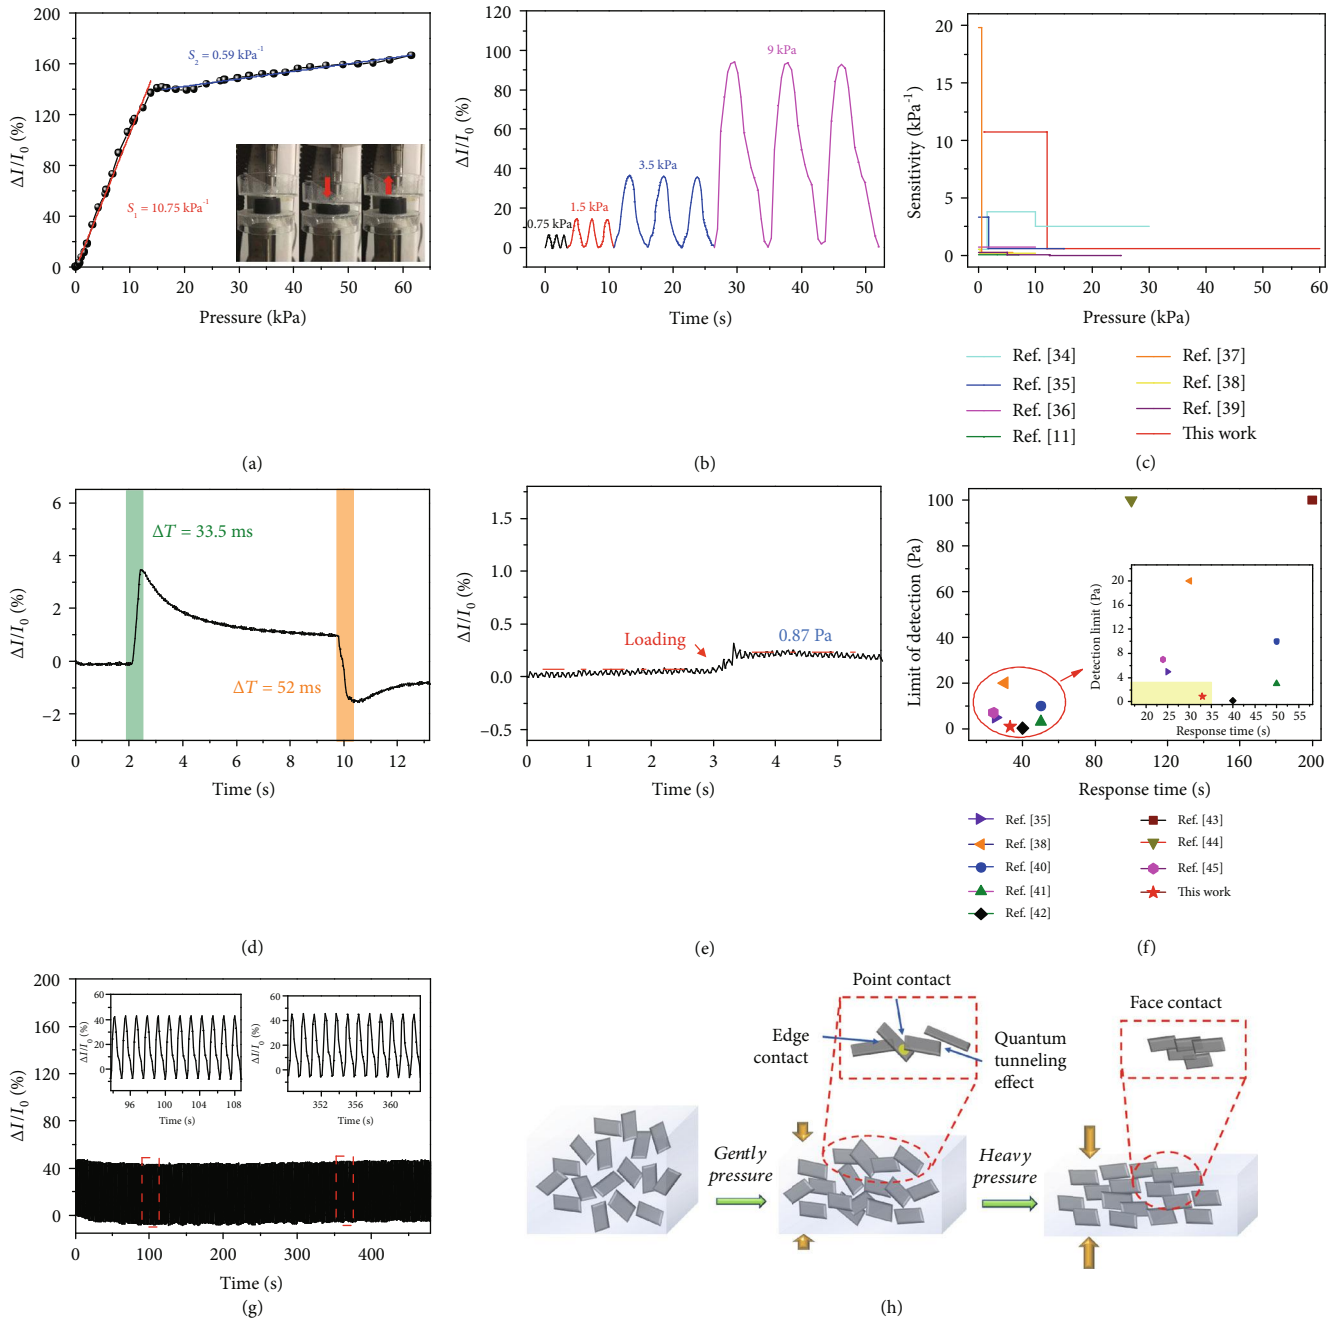 200
160
120
80
40
0
ΔI/I0 (%)
S2 = 0.59 kPa-1
S1 = 10.75 kPa-1
0 10 20 30 40 50 60
Pressure (kPa)
(a)
120
100
80
60
40
20
0
ΔI/I0 (%)
0.75 kPa
1.5 kPa
3.5 kPa
9 kPa
0 10 20 30 40 50
Time (s)
(b)
20
15
10
5
0
Sensitivity (kPa-1)
0 10 20 30 40 50 60
Pressure (kPa)
Ref. [34]
Ref. [35]
Ref. [36]
Ref. [11]
Ref. [37]
Ref. [38]
Ref. [39]
This work
(c)
6
4
2
0
−2
ΔI/I0 (%)
ΔT = 33.5 ms
ΔT = 52 ms
0 2 4 6 8 10 12
Time (s)
(d)
1.5
1.0
0.5
0.0
−0.5
ΔI/I0 (%)
Loading
0.87 Pa
0 1 2 3 4 5
Time (s)
(e)
100
80
60
40
20
0
Limit of detection (Pa)
20
16
12
8
4
0
Detection limit (Pa)
20 25 30 35 40 45 50 55
Response time (s)
40 80 120 160 200
Response time (s)
Ref. [35]
Ref. [38]
Ref. [40]
Ref. [41]
Ref. [42]
Ref. [43]
Ref. [44]
Ref. [45]
This work
(f)
200
160
120
80
40
0
ΔI/I0 (%)
60
40
20
0
ΔI/I0 (%)
96 100 104 108
Time (s)
60
40
20
0
ΔI/I0 (%)
352 356 360
Time (s)
0 100 200 300 400
Time (s)
(g)
Point contact
Edge
contact
Quantum
tunneling
effect
Face contact
Gently
pressure
Heavy
pressure
(h)